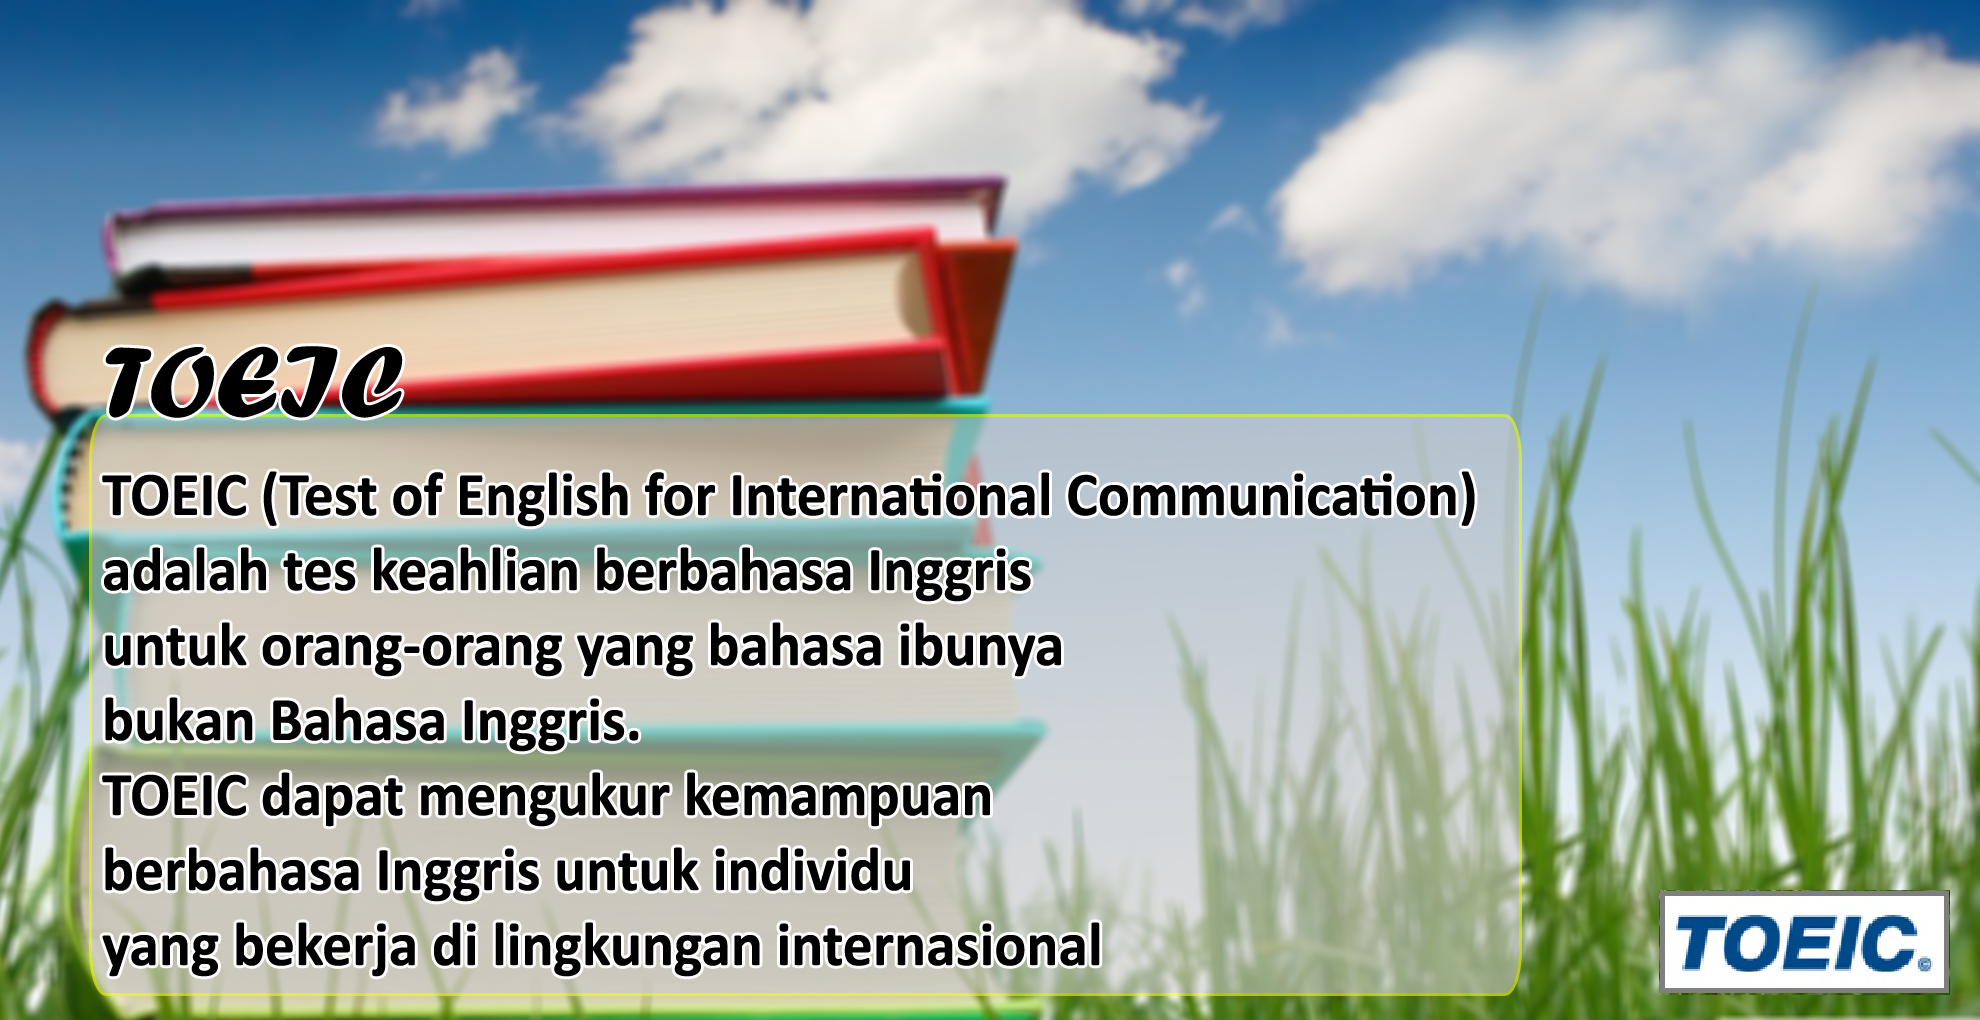 TOEIC
TOEIC (Test of English for International Communication)
adalah tes keahlian berbahasa Inggris
untuk orang-orang yang bahasa ibunya
bukan Bahasa Inggris.
TOEIC dapat mengukur kemampuan
berbahasa Inggris untuk individu
yang bekerja di lingkungan internasional
TOEIC©